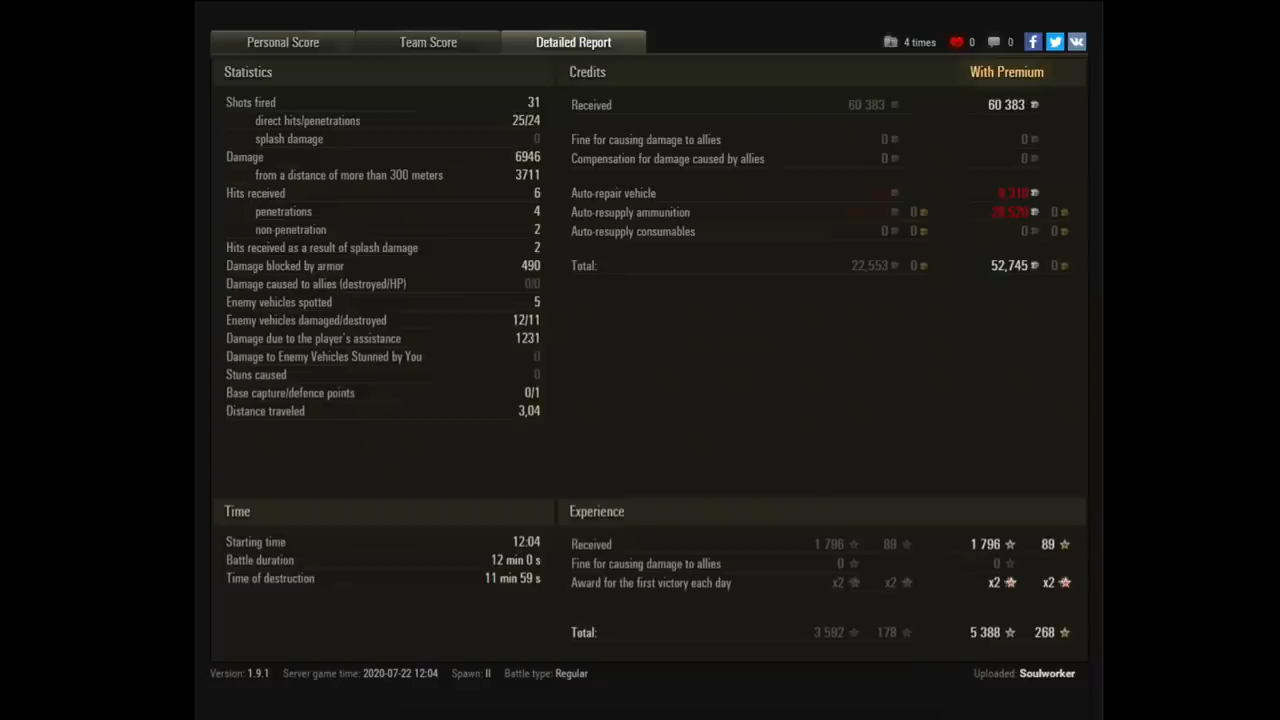 Personal Score Team Score Detailed Report 4 times 0 0
Statistics Credits With Premium
Shots fired 31
direct hits/penetrations 25/24
splash damage 0
Damage 6946
from a distance of more than 300 meters 3711
Hits received 6
penetrations 4
non-penetration 2
Hits received as a result of splash damage 2
Damage blocked by armor 490
Damage caused to allies (destroyed/HP) 0/0
Enemy vehicles spotted 5
Enemy vehicles damaged/destroyed 12/11
Damage due to the player's assistance 1231
Damage to Enemy Vehicles Stunned by You 0
Stuns caused 0
Base capture/defence points 0/1
Distance traveled 3,04
Received 60 383 60 383
Fine for causing damage to allies 0 0
Compensation for damage caused by allies 0 0
Auto-repair vehicle
Auto-resupply ammunition 0 0
Auto-resupply consumables 0 0 0 0
Total: 22,553 0 52,745 0
Time
Starting time 12:04
Battle duration 12 min 0 s
Time of destruction 11 min 59 s
Experience
Received 1 796 89 1 796 89
Fine for causing damage to allies 0 0
Award for the first victory each day x2 x2 x2 x2
Total: 3 592 178 5 388 268
Version: 1.9.1 Server game time: 2020-07-22 12:04 Spawn: II Battle type: Regular Uploaded: Soulworker